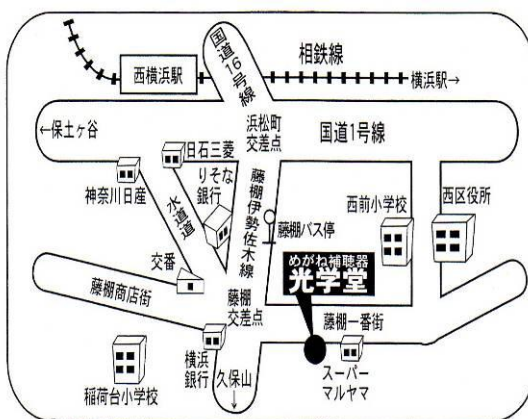 国道16号線
相鉄線
西横浜駅
横浜駅→
←保土ヶ谷
浜松町
交差点
国道1号線
旧石三菱
神奈川日産
りそな
銀行
水道道
藤棚伊勢佐木線
藤棚バス停
西前小学校
西区役所
交番
めがね補聴器
光学堂
藤棚商店街
藤棚
交差点
藤棚一番街
横浜
銀行
久保山
↓
スーパー
マルヤマ
稲荷台小学校